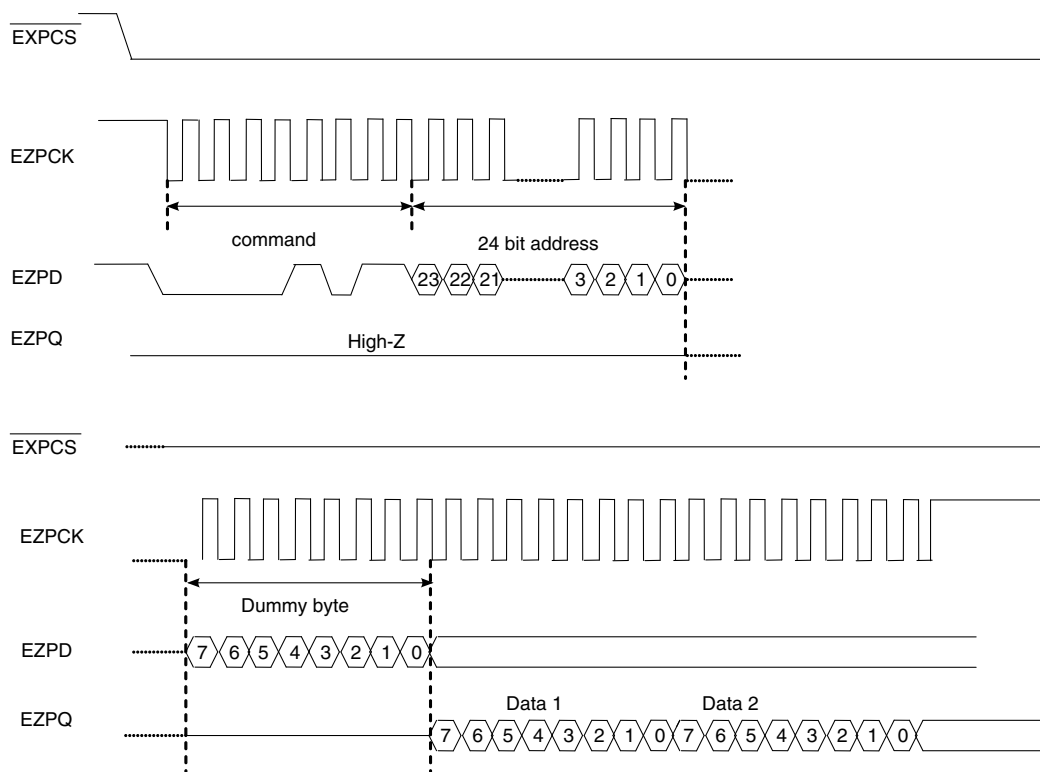 EXPCS
EZPCK
command
24 bit address
EZPD
23 22 21 3 2 1 0
EZPQ
High-Z
EXPCS
EZPCK
Dummy byte
EZPD
7 6 5 4 3 2 1 0
Data 1 Data 2
EZPQ
7 6 5 4 3 2 1 0 7 6 5 4 3 2 1 0